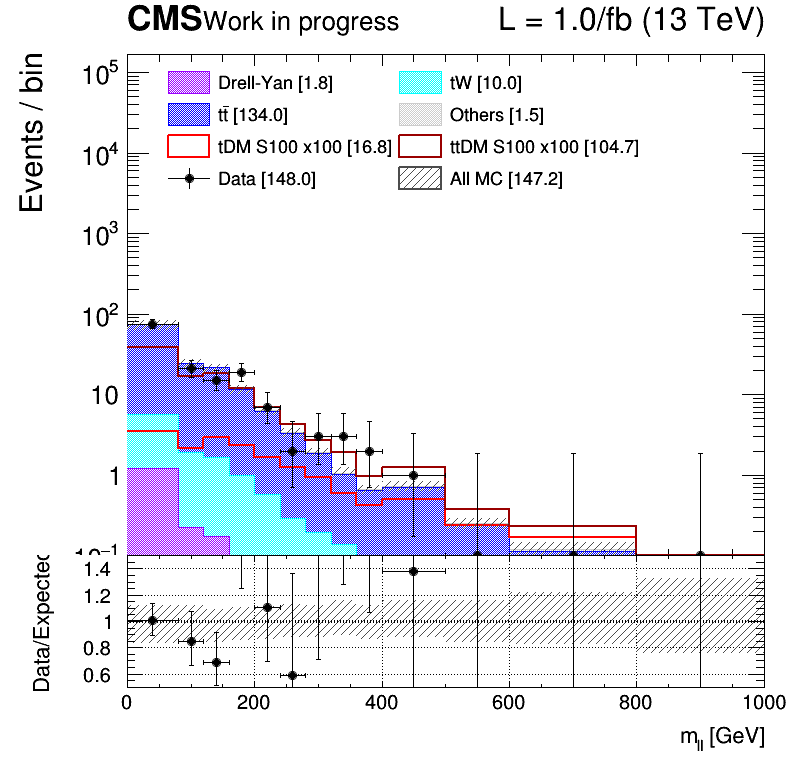 CMS Work in progress L = 1.0/fb (13 TeV)
Events / bin
Drell-Yan [1.8] tW [10.0]
tt̄ [134.0] Others [1.5]
tDM S100 x100 [16.8] ttDM S100 x100 [104.7]
Data [148.0] All MC [147.2]
10⁵
10⁴
10³
10²
10
1
10⁻¹
Data/Expected
1.4
1.2
1
0.8
0.6
0 200 400 600 800 1000
m_ll [GeV]